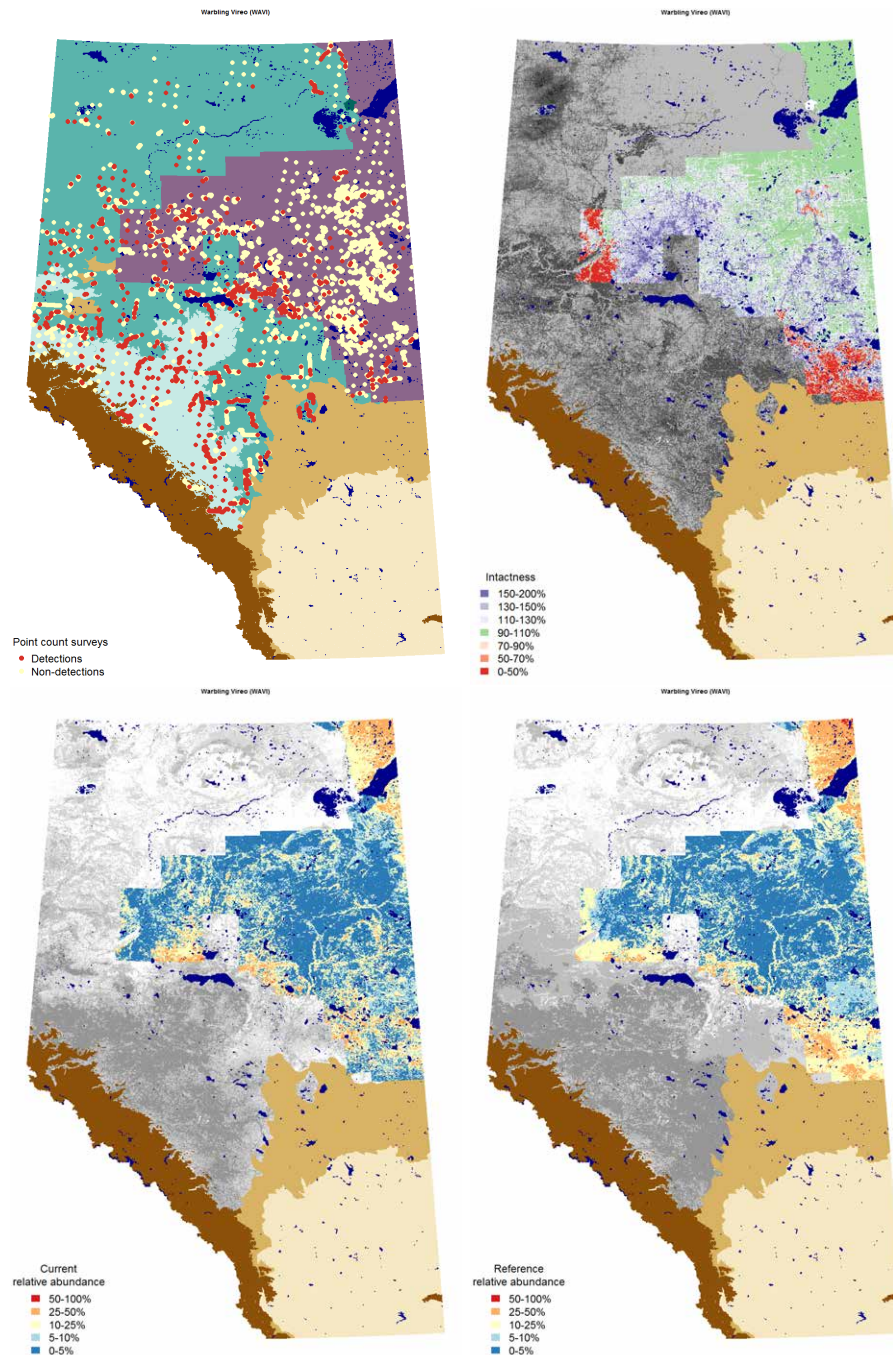 Warbling Vireo (WAVI)
Point count surveys
Detections
Non-detections
Warbling Vireo (WAVI)
Intactness
150-200%
130-150%
110-130%
90-110%
70-90%
50-70%
0-50%
Warbling Vireo (WAVI)
Current
relative abundance
50-100%
25-50%
10-25%
5-10%
0-5%
Warbling Vireo (WAVI)
Reference
relative abundance
50-100%
25-50%
10-25%
5-10%
0-5%